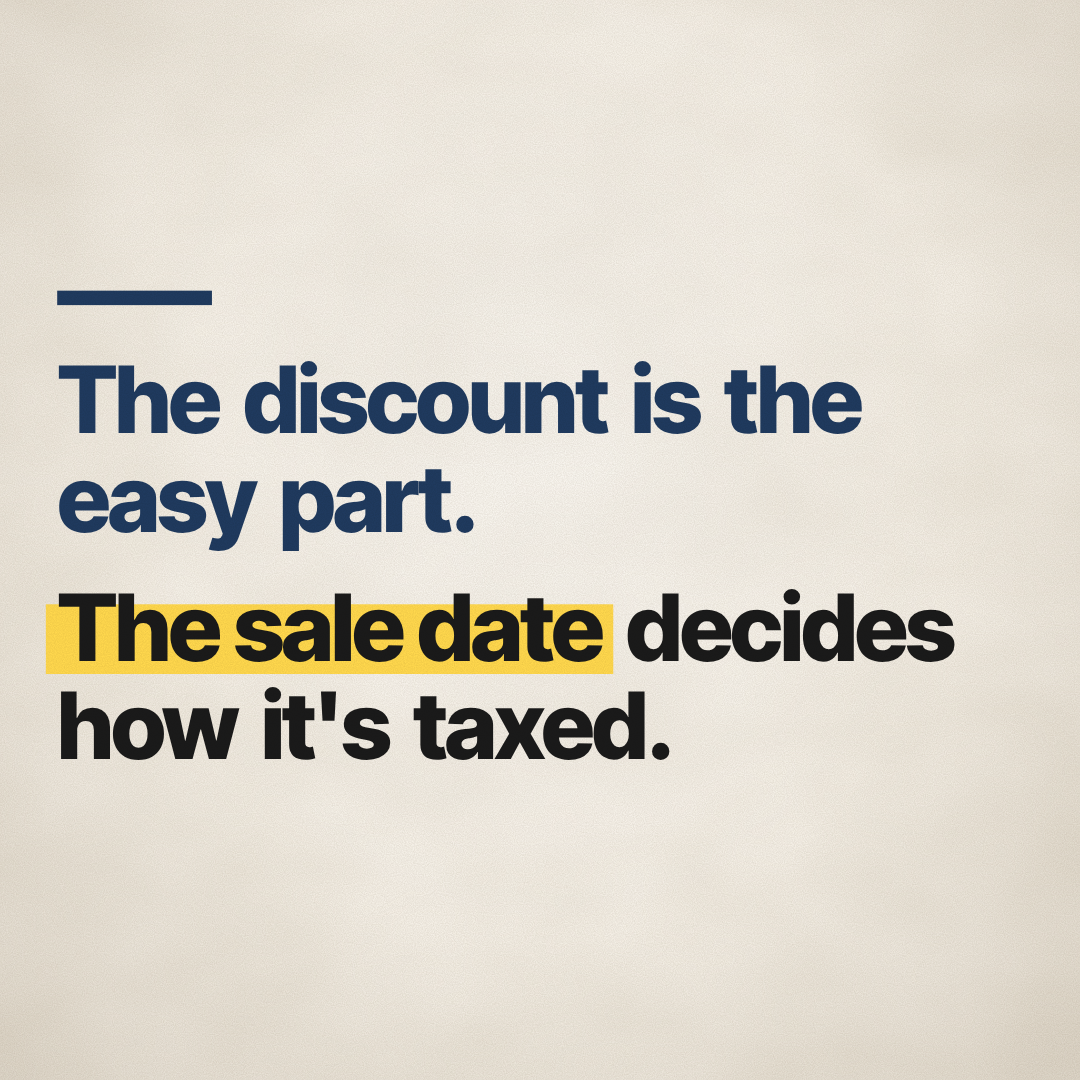 The discount is the
easy part.
The sale date decides
how it's taxed.